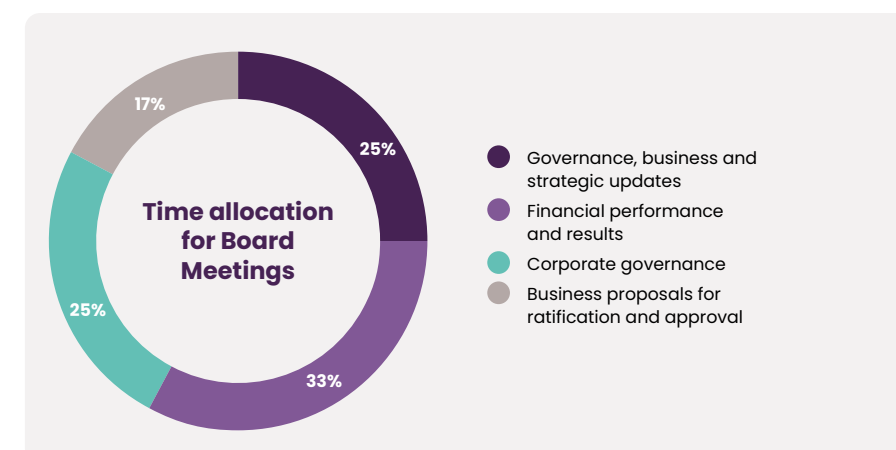 17%
25%
Time allocation
for Board
Meetings
25%
33%
Governance, business and
strategic updates
Financial performance
and results
Corporate governance
Business proposals for
ratification and approval